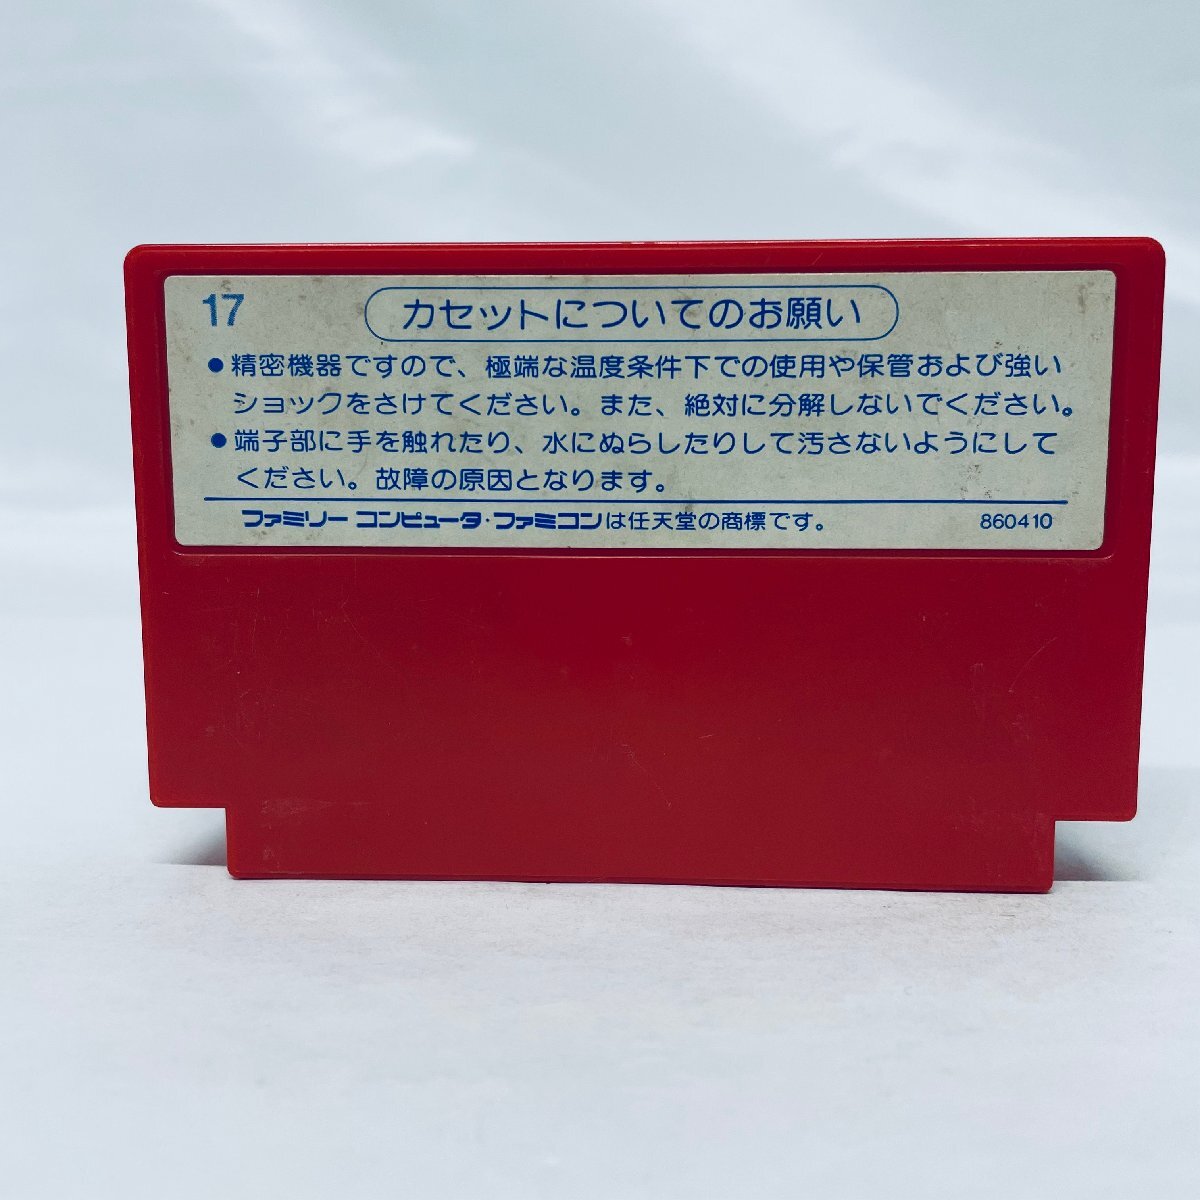 17
カセットについてのお願い
●精密機器ですので、極端な温度条件下での使用や保管および強い
ショックをさけてください。また、絶対に分解しないでください。
●端子部に手を触れたり、水にぬらしたりして汚さないようにして
ください。故障の原因となります。
ファミリー コンピュータ・ファミコンは任天堂の商標です。 860410